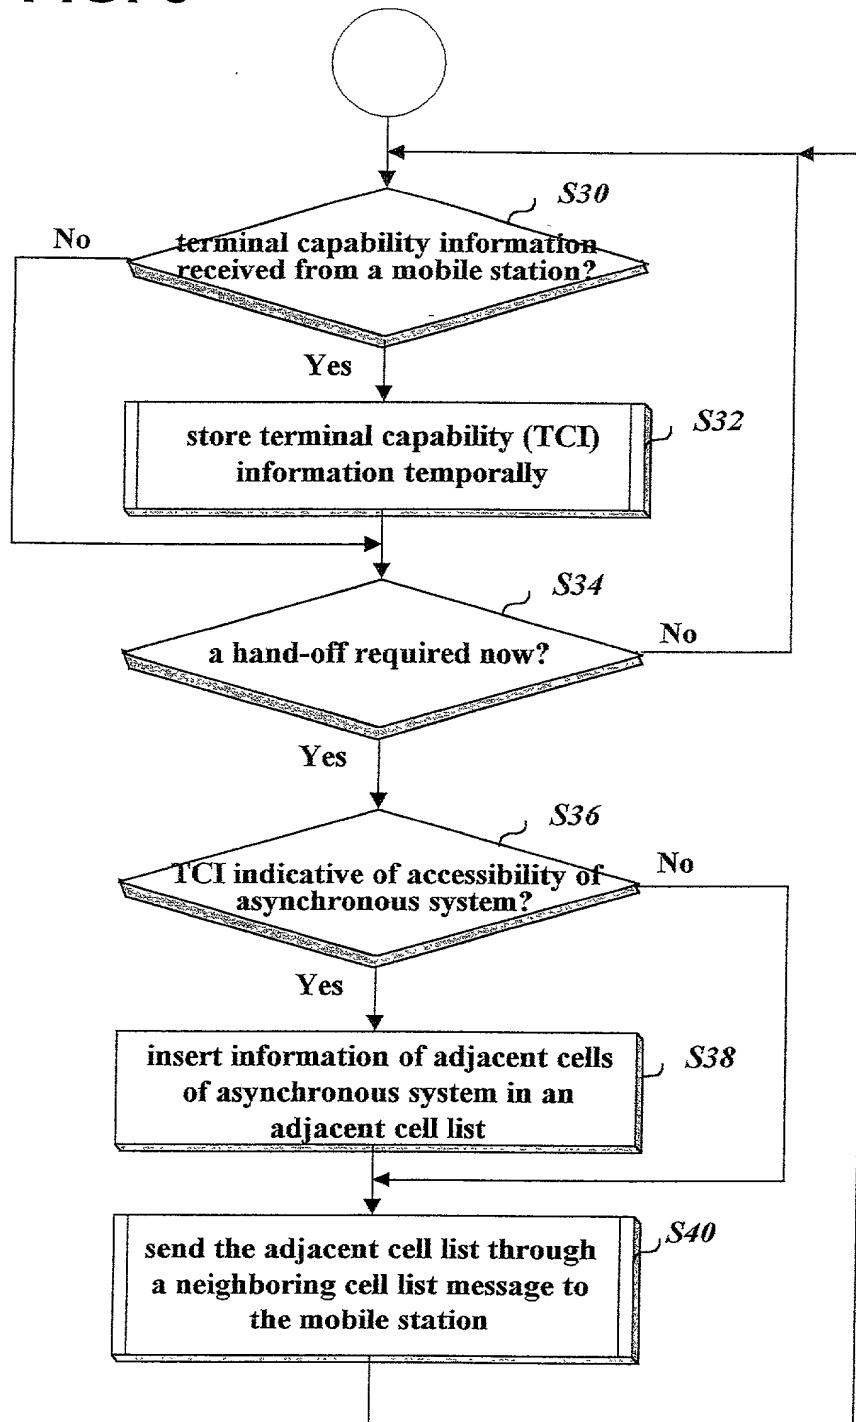 S30
No
terminal capability information
received from a mobile station?
Yes
S32
store terminal capability (TCI)
information temporally
S34
a hand-off required now?
No
Yes
S36
TCI indicative of accessibility of
asynchronous system?
No
Yes
insert information of adjacent cells
of asynchronous system in an
adjacent cell list
S38
S40
send the adjacent cell list through
a neighboring cell list message to
the mobile station